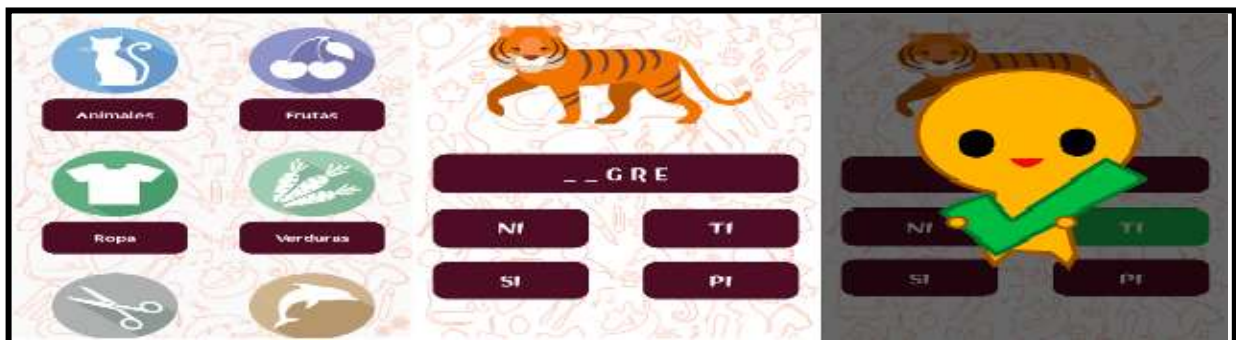 Animales
Frutas
Ropa
Verduras
_ _ G R E
NI
TI
SI
PI
NI
TI
SI
PI